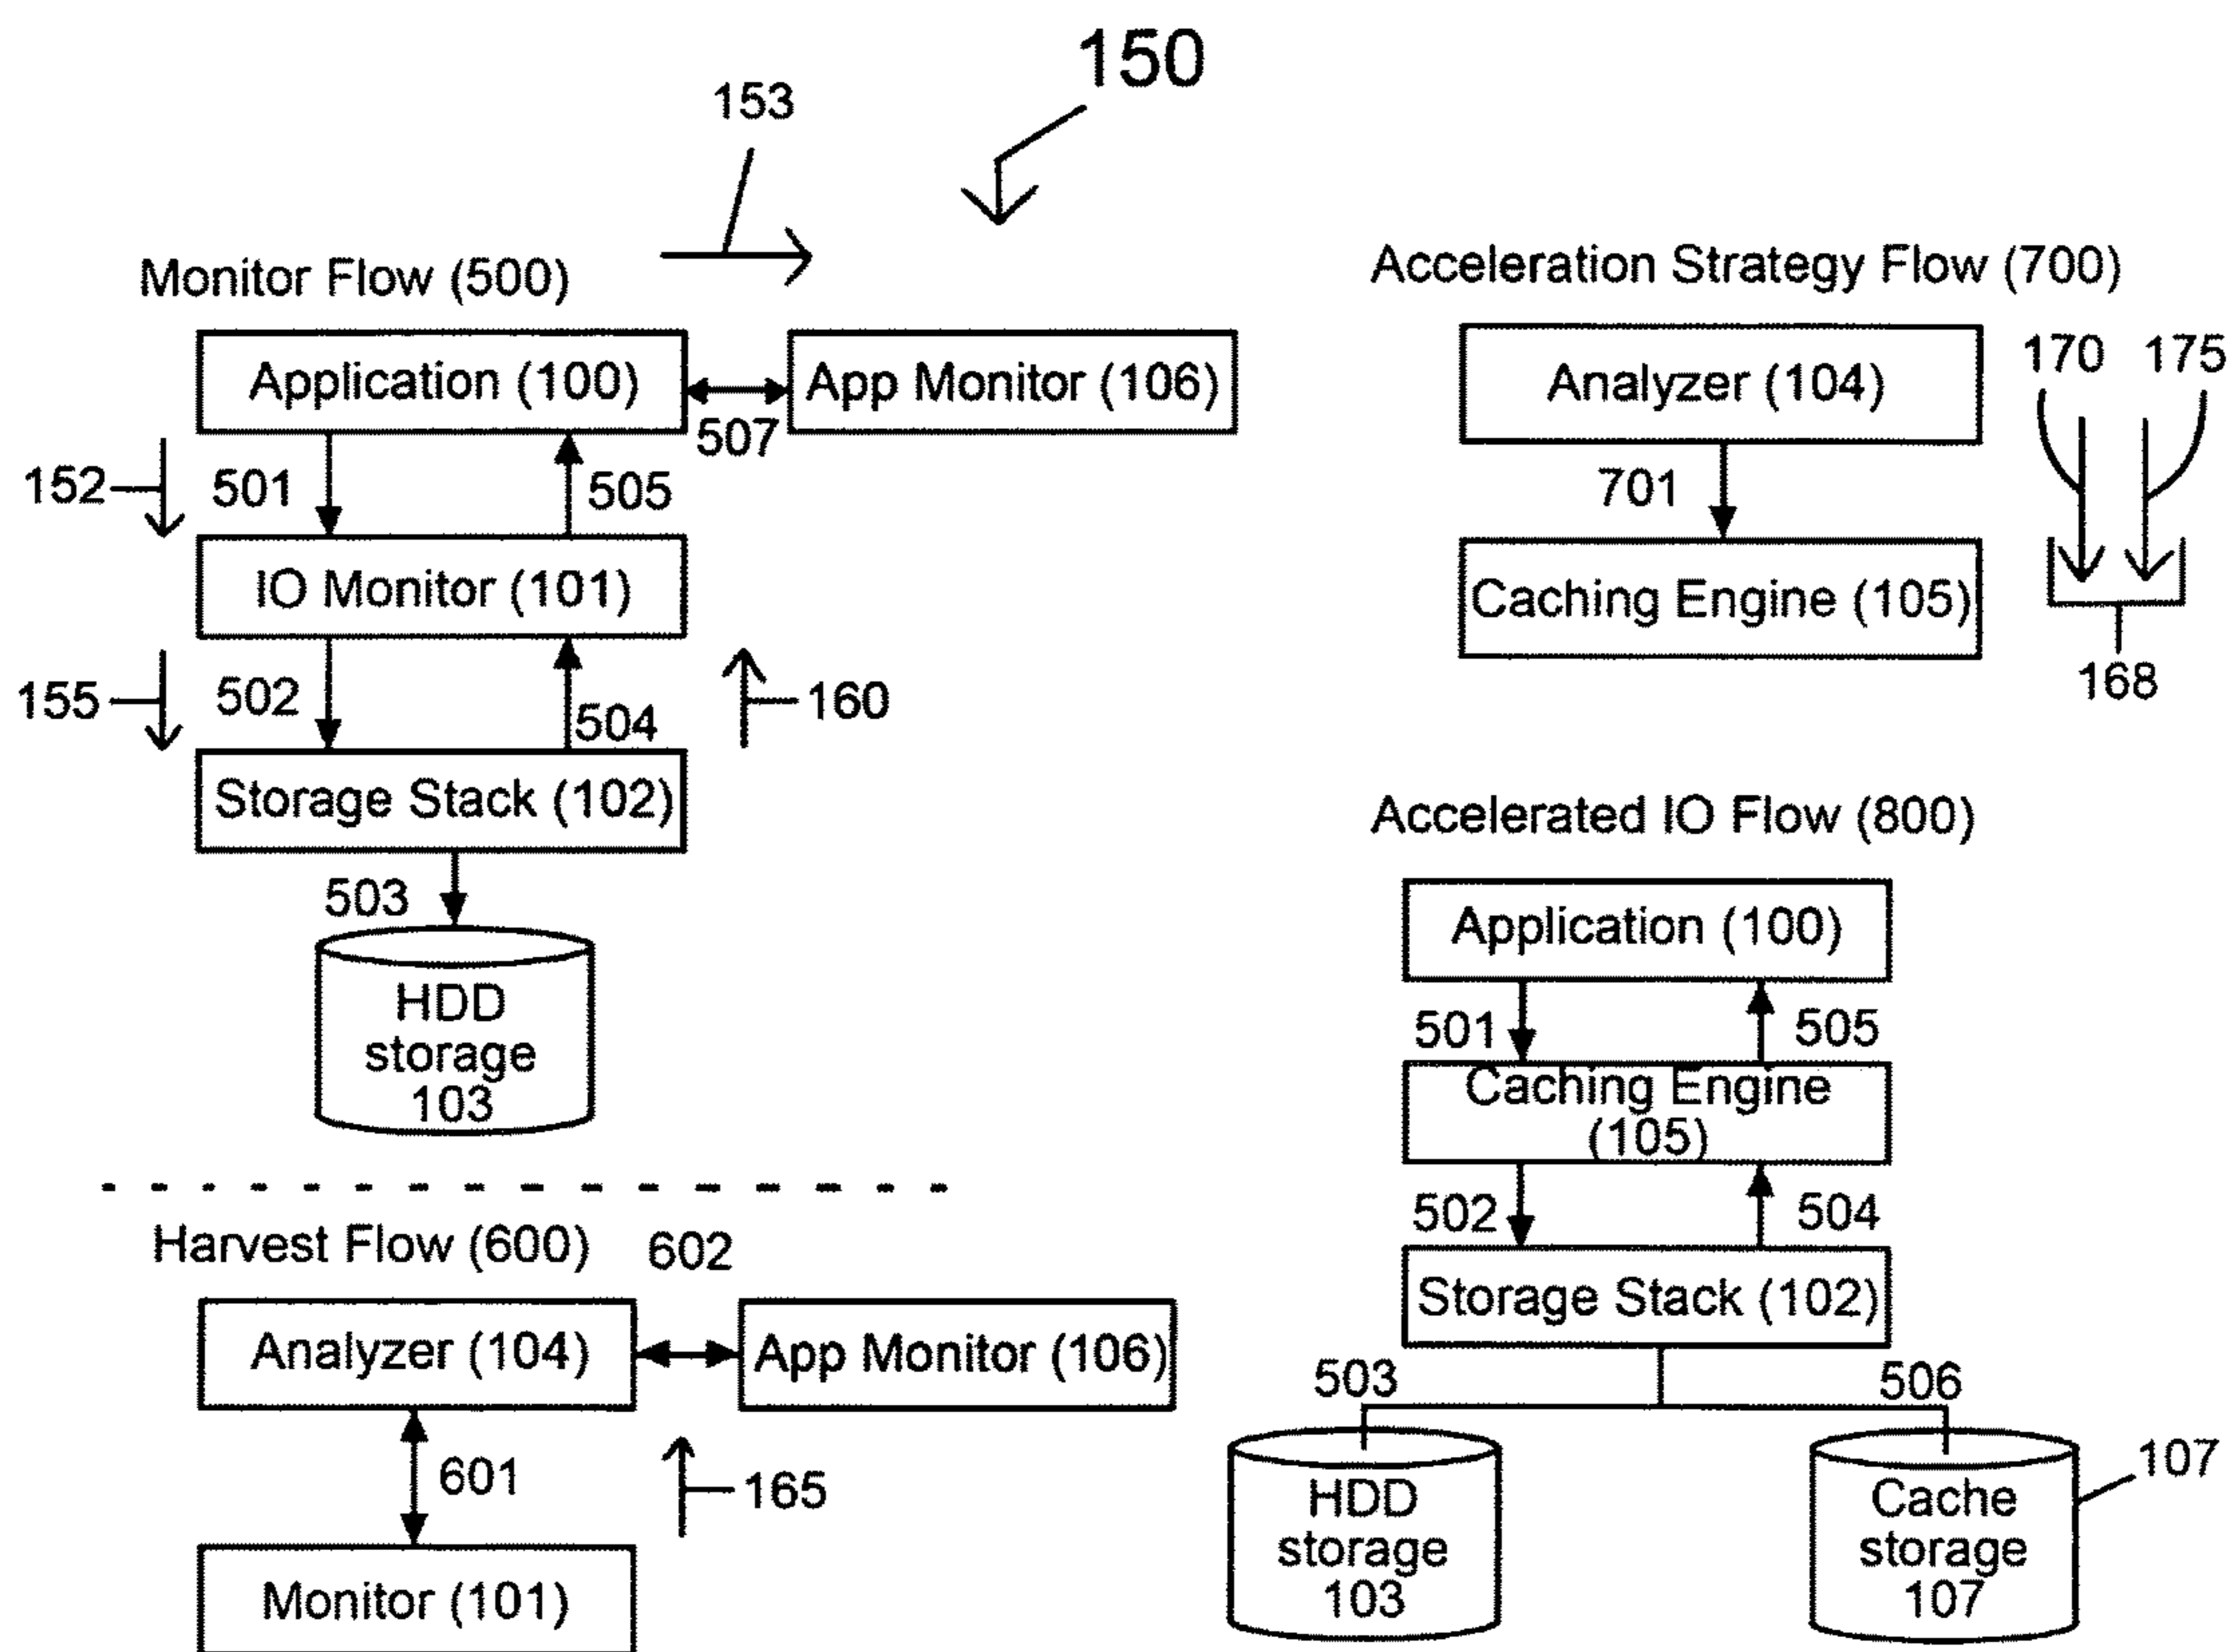 150
153
Monitor Flow (500)
Application (100)
App Monitor (106)
507
152
501
505
IO Monitor (101)
155
502
504
160
Storage Stack (102)
503
HDD
storage
103
Harvest Flow (600)
602
Analyzer (104)
App Monitor (106)
601
165
Monitor (101)
Acceleration Strategy Flow (700)
Analyzer (104)
170
175
701
Caching Engine (105)
168
Accelerated IO Flow (800)
Application (100)
501
505
Caching Engine
(105)
502
504
Storage Stack (102)
503
506
HDD
storage
103
Cache
storage
107
107